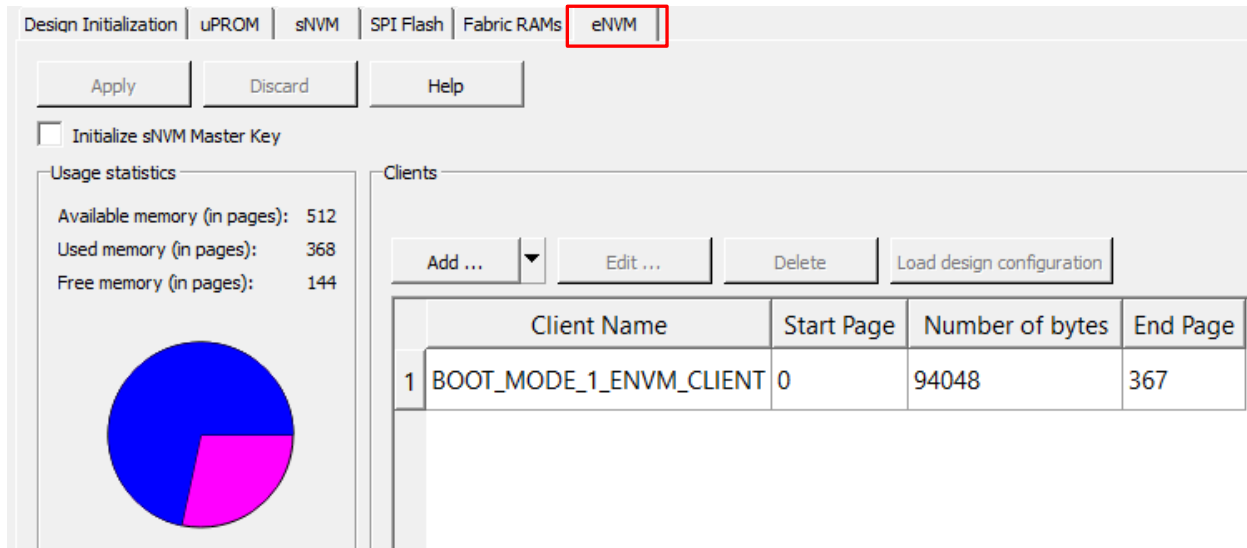 Design Initialization uPROM sNVM SPI Flash Fabric RAMs eNVM
Apply Discard Help
Initialize sNVM Master Key
Usage statistics
Available memory (in pages): 512
Used memory (in pages): 368
Free memory (in pages): 144
Clients
Add ... Edit ... Delete Load design configuration
Client Name Start Page Number of bytes End Page
1 BOOT_MODE_1_ENVM_CLIENT 0 94048 367